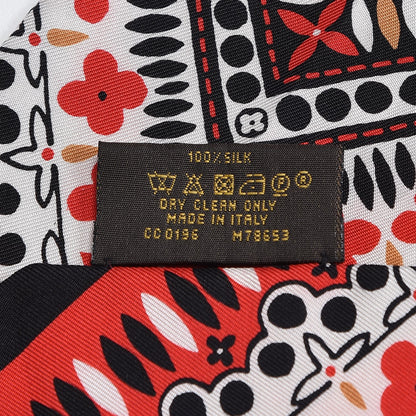 100% SILK
DRY CLEAN ONLY
MADE IN ITALY
CC0196 M78653